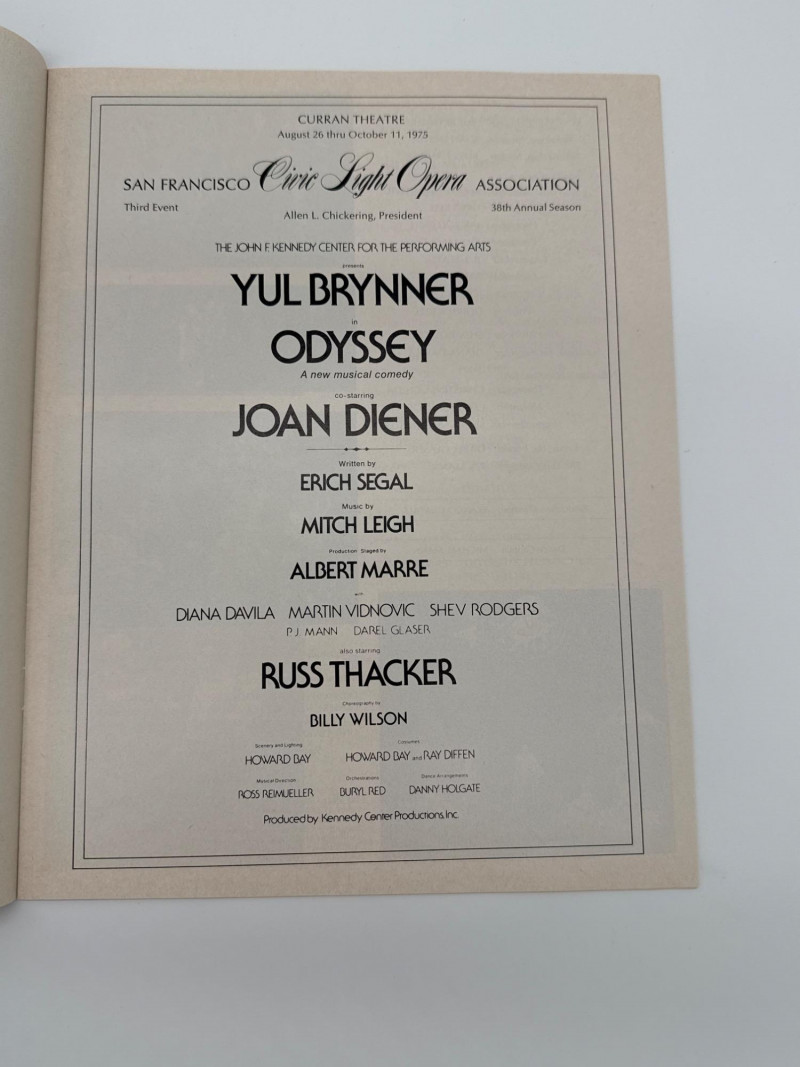 CURRAN THEATRE
August 26 thru October 11, 1975
SAN FRANCISCO Civic Light Opera ASSOCIATION
Third Event
Allen L. Chickering, President
38th Annual Season
THE JOHN F. KENNEDY CENTER FOR THE PERFORMING ARTS
presents
YUL BRYNNER
in
ODYSSEY
A new musical comedy
co-starring
JOAN DIENER
Written by
ERICH SEGAL
Music by
MITCH LEIGH
Production Staged by
ALBERT MARRE
with
DIANA DAVILA MARTIN VIDNOVIC SHEV RODGERS
P.J. MANN DAREL GLASER
also starring
RUSS THACKER
Choreography by
BILLY WILSON
Scenery and Lighting
HOWARD BAY
Costumes
HOWARD BAY and RAY DIFFEN
Musical Direction
ROSS REIMUELLER
Orchestrations
BURYL RED
Dance Arrangements
DANNY HOLGATE
Produced by Kennedy Center Productions, Inc.